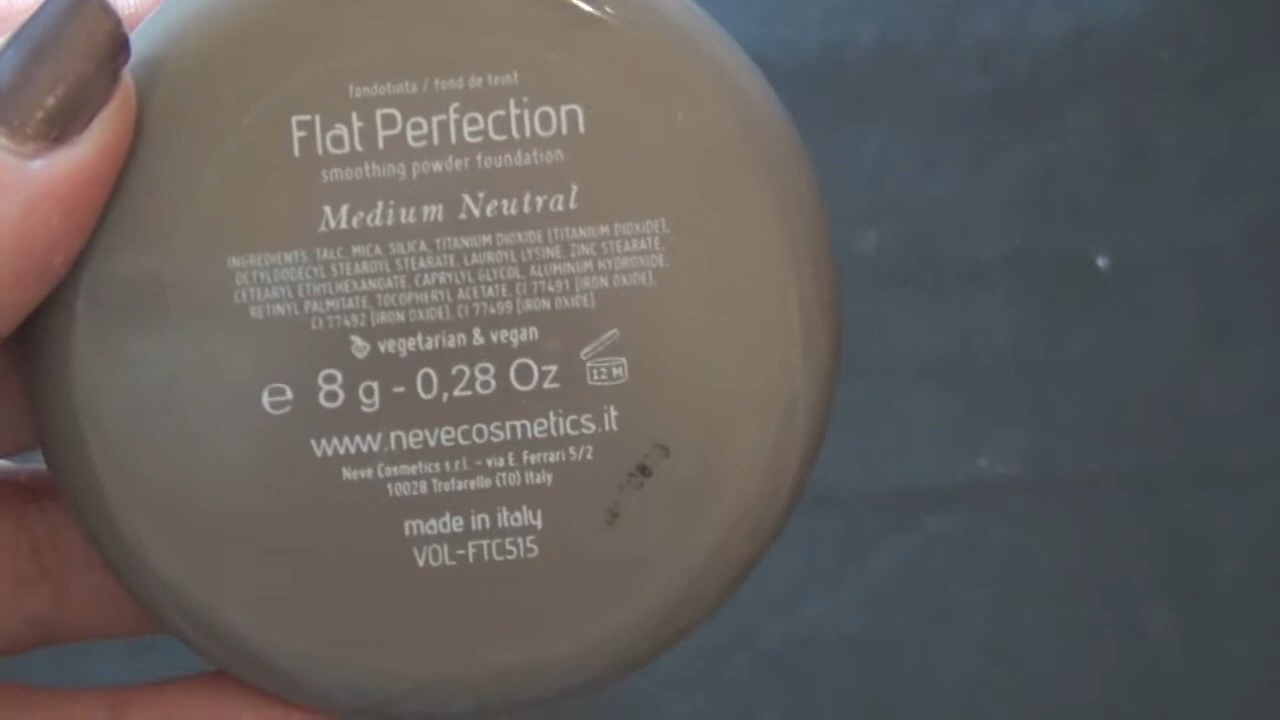 fondotinta / fond de teint
Flat Perfection
smoothing powder foundation
Medium Neutral
INGREDIENTS: TALC, MICA, SILICA, TITANIUM DIOXIDE [TITANIUM DIOXIDE],
OCTYLDODECYL STEAROYL STEARATE, LAUROYL LYSINE, ZINC STEARATE,
CETEARYL ETHYLHEXANOATE, CAPRYLYL GLYCOL, ALUMINUM HYDROXIDE,
RETINYL PALMITATE, TOCOPHERYL ACETATE, CI 77491 [IRON OXIDE],
CI 77492 [IRON OXIDE], CI 77499 [IRON OXIDE]
vegetarian & vegan
e 8 g - 0,28 Oz 12 M
www.nevecosmetics.it
Neve Cosmetics s.r.l. - via E. Ferrari 5/2
10028 Trofarello (TO) Italy
made in italy
VOL-FTC515